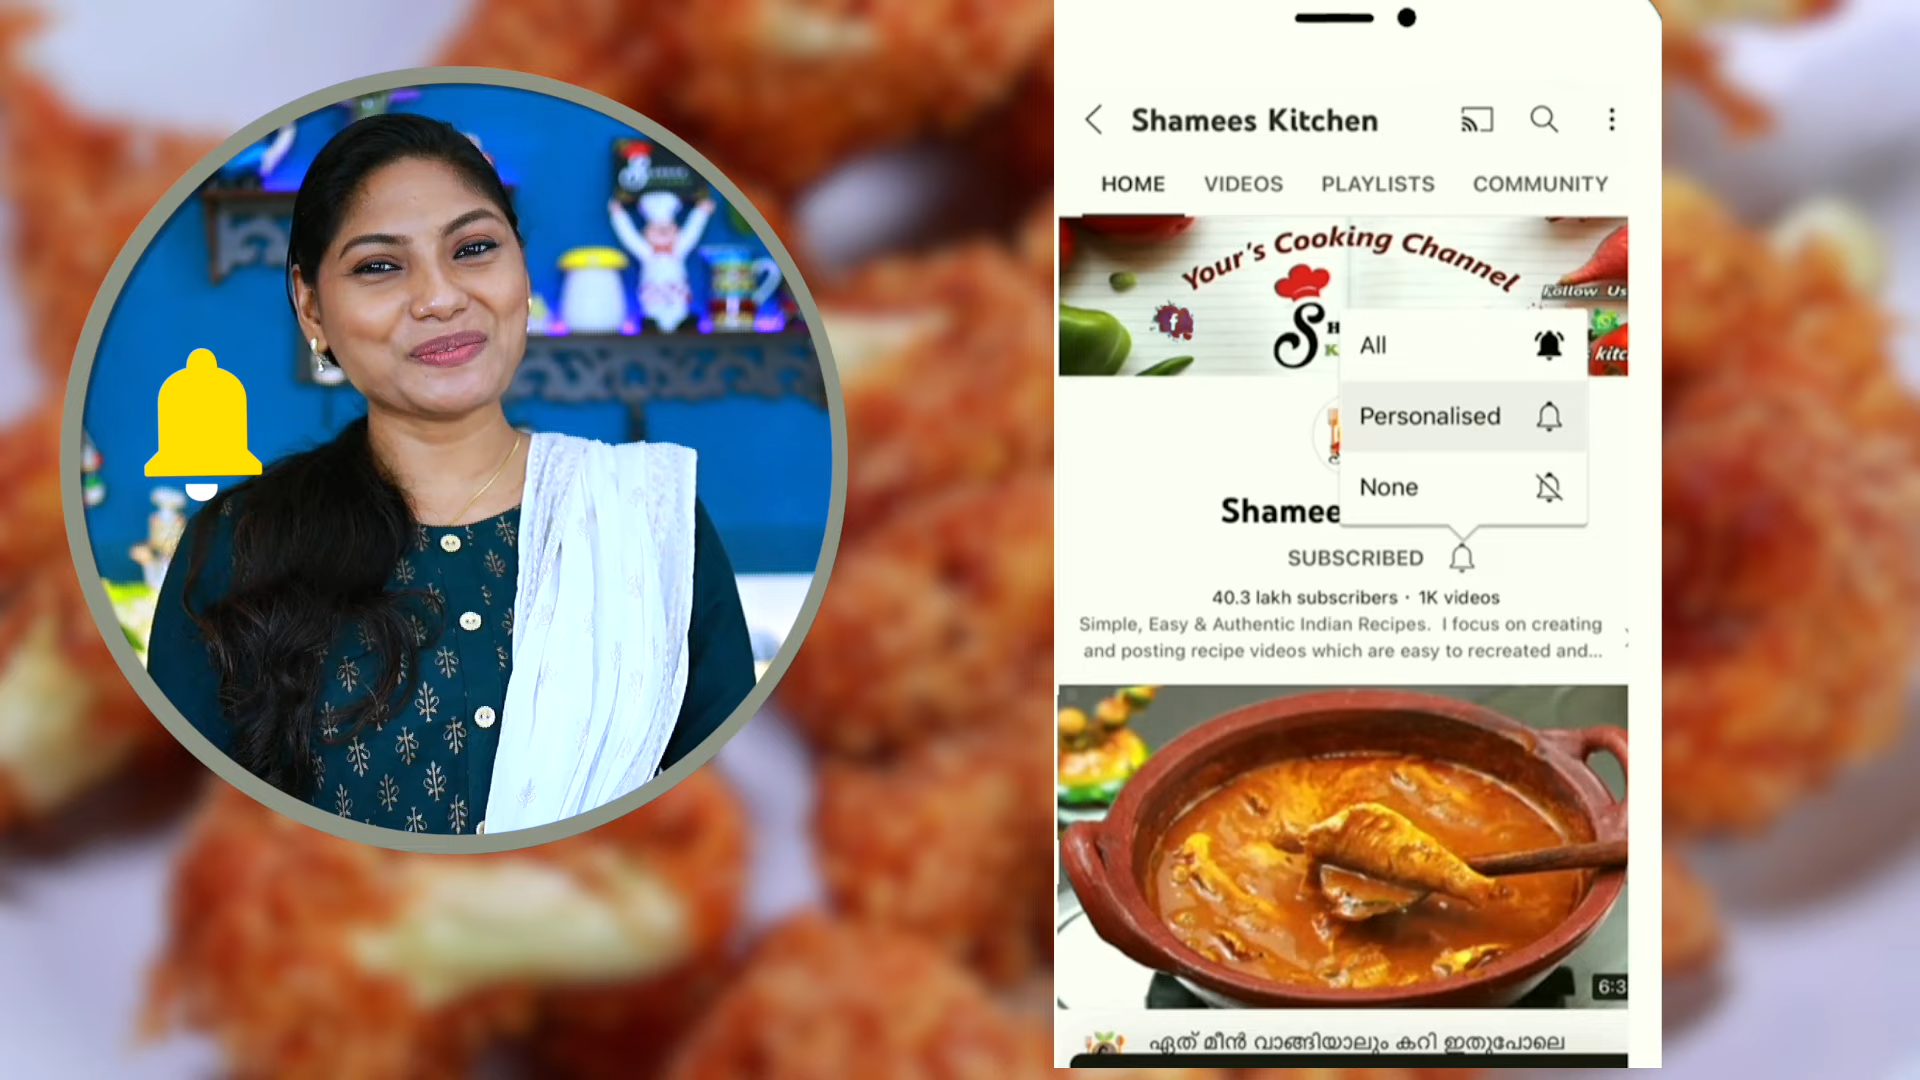 Shamees Kitchen
HOME VIDEOS PLAYLISTS COMMUNITY
Your's Cooking Channel
Follow Us
All
Personalised
None
SUBSCRIBED
40.3 lakh subscribers · 1K videos
Simple, Easy & Authentic Indian Recipes. I focus on creating
and posting recipe videos which are easy to recreated and...
ഏത് മീൻ വാങ്ങിയാലും കറി ഇതുപോലെ